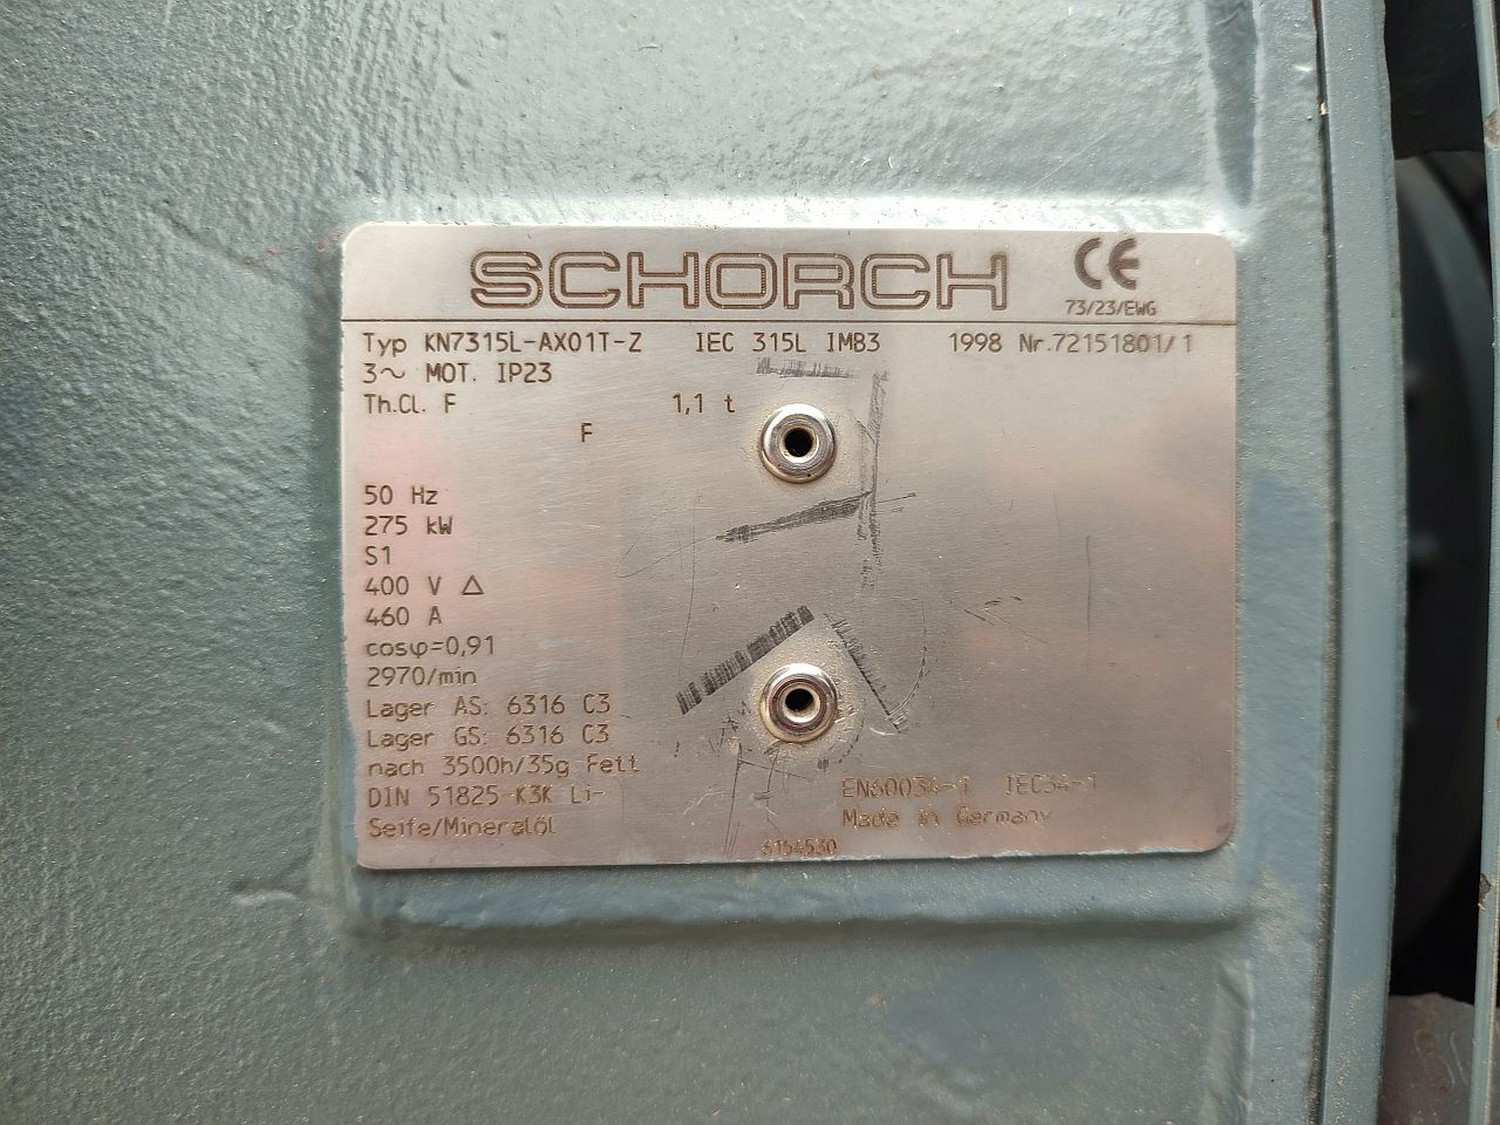 SCHORCH CE
73/23/EWG
Typ KN7315L-AX01T-Z IEC 315L IMB3 1998 Nr.72151801/1
3~ MOT. IP23
Th.Cl. F 1,1 t
F
50 Hz
275 kW
S1
400 V Δ
460 A
cosφ=0,91
2970/min
Lager AS: 6316 C3
Lager GS: 6316 C3
nach 3500h/35g Fett
DIN 51825-K3K Li-
Seife/Mineralöl
EN60034-1 IEC34-1
Made in Germany
6154530